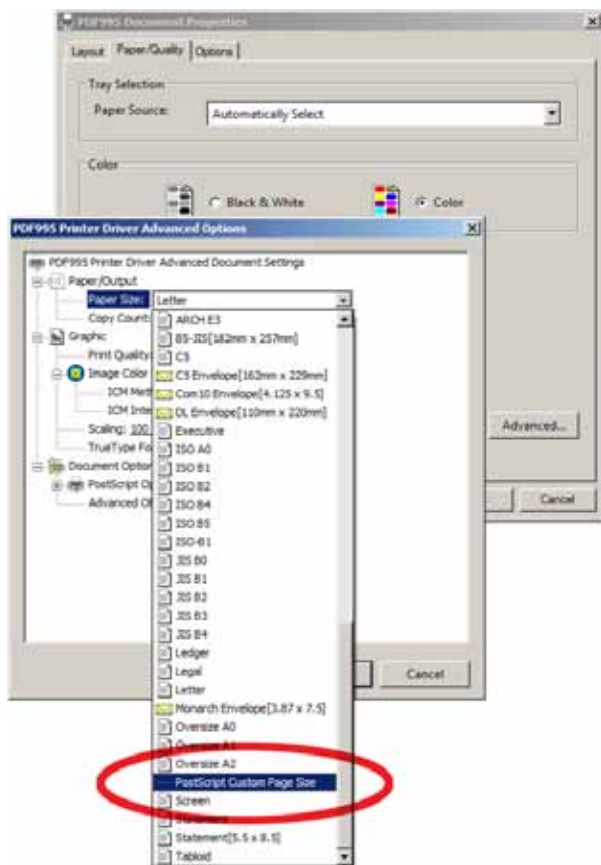 PDF995 Document Properties
Layout Paper/Quality Options
Tray Selection
Paper Source: Automatically Select
Color
Black & White Color
PDF995 Printer Driver Advanced Options
PDF995 Printer Driver Advanced Document Settings
Paper/Output
Paper Size: Letter
Copy Count:
ARCH E3
Graphic
B5-JIS[182mm x 257mm]
Print Quality:
C5
Image Color
C5 Envelope[162mm x 229mm]
ICM Meth
Com10 Envelope[4.125 x 9.5]
ICM Inte
DL Envelope[110mm x 220mm]
Scaling: 100
Executive
Advanced...
TrueType Fo
ISO A0
Document Option
ISO B1
PostScript Op
ISO B2
Advanced Of
ISO B4
Cancel
ISO B5
ISO-B1
JIS B0
JIS B1
JIS B2
JIS B3
JIS B4
Ledger
Legal
Letter
Cancel
Monarch Envelope[3.87 x 7.5]
Oversize A0
Oversize A1
Oversize A2
PostScript Custom Page Size
Screen
Statement
Statement[5.5 x 8.5]
Tabloid